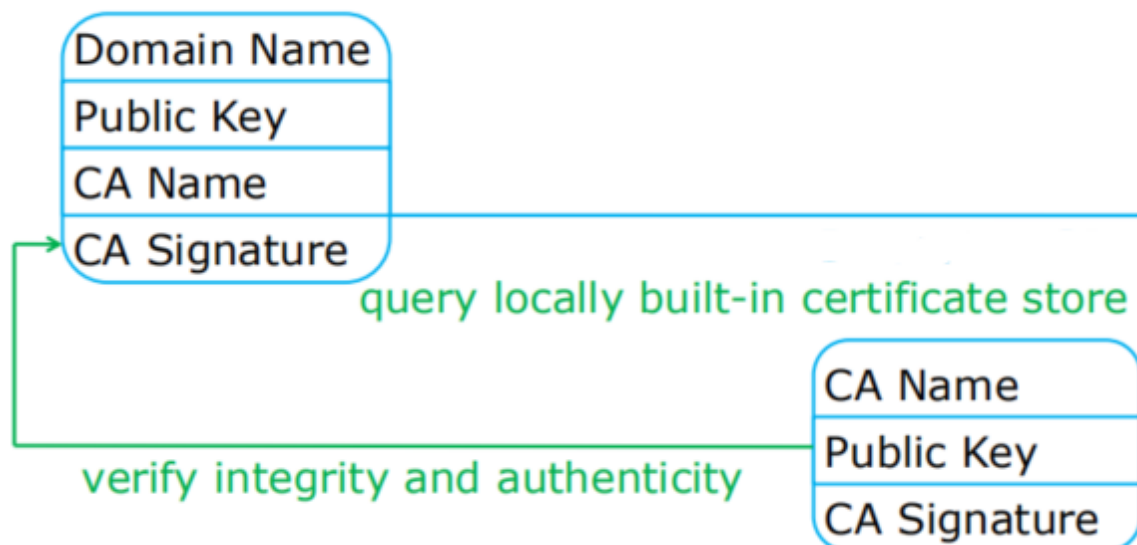 Domain Name
Public Key
CA Name
CA Signature
query locally built-in certificate store
CA Name
Public Key
verify integrity and authenticity
CA Signature